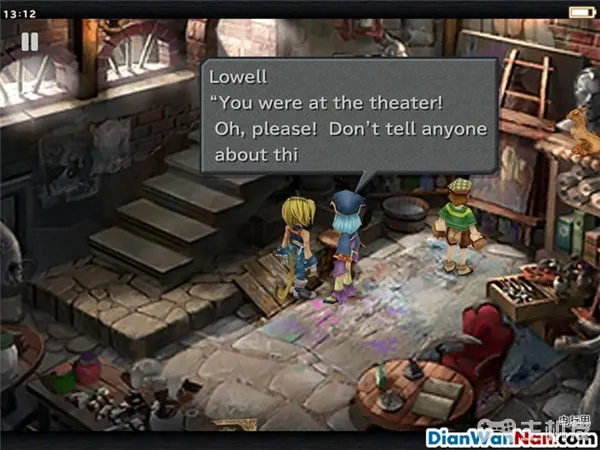 13:12
Lowell
“You were at the theater!
Oh, please! Don't tell anyone
about thi
DianWanNan.com